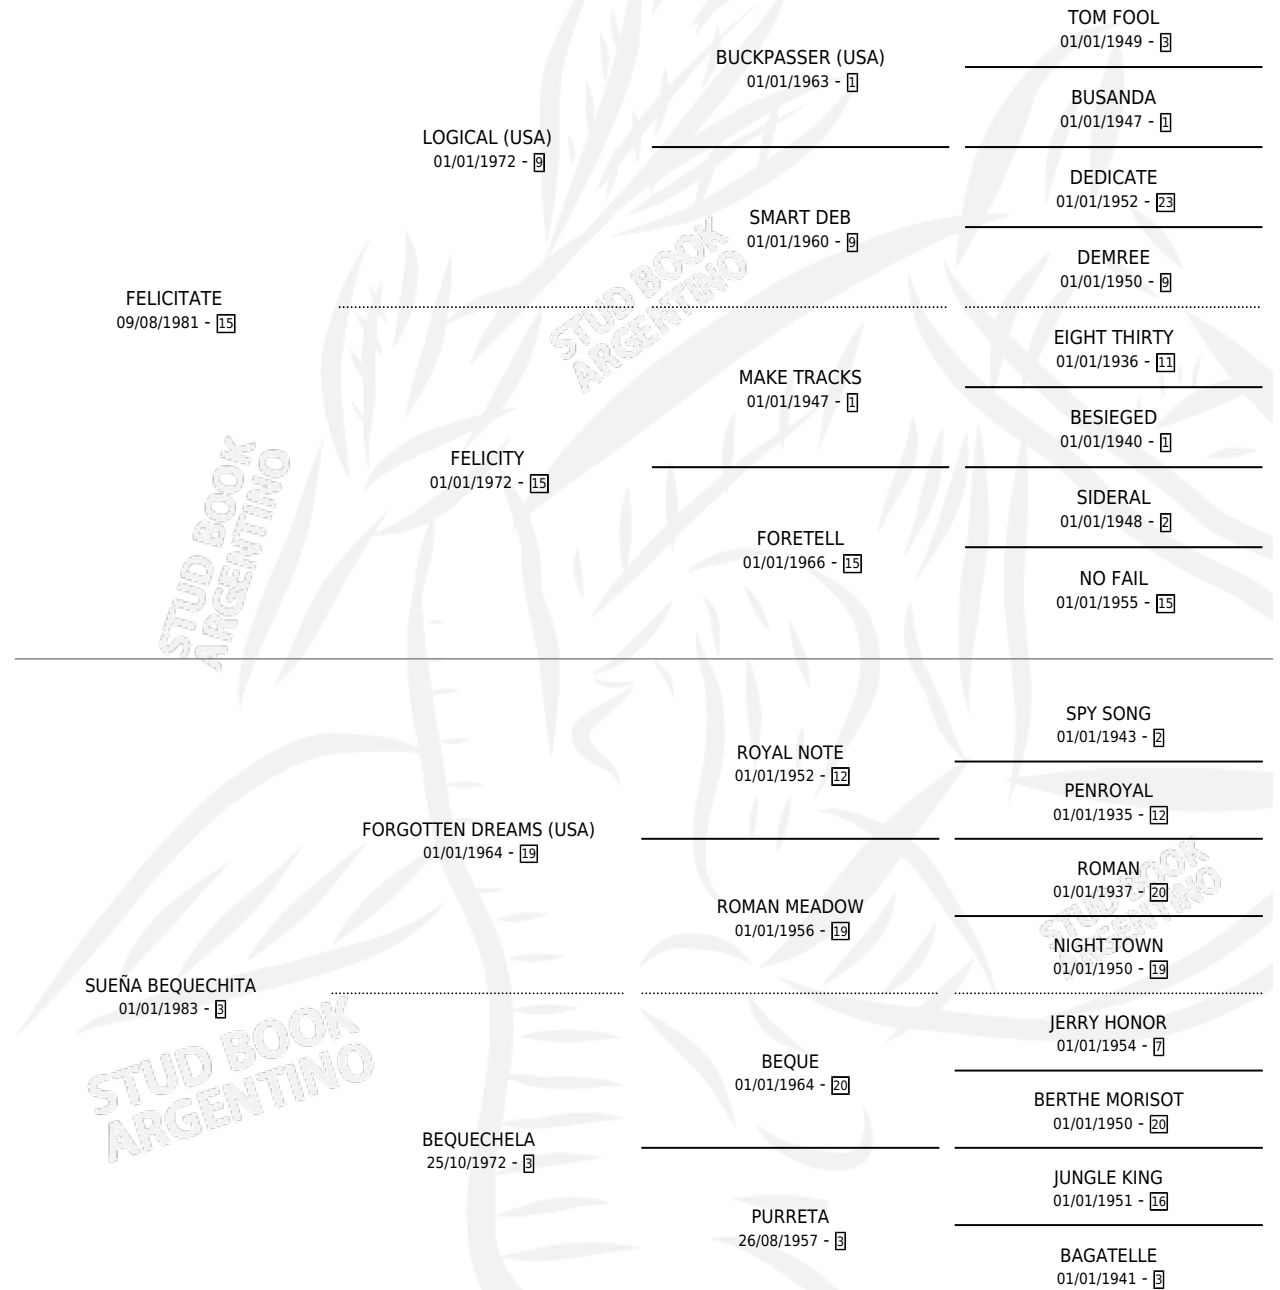 TOM FOOL
01/01/1949 - 3
BUCKPASSER (USA)
01/01/1963 - 1
BUSANDA
01/01/1947 - 1
LOGICAL (USA)
01/01/1972 - 9
DEDICATE
01/01/1952 - 23
SMART DEB
01/01/1960 - 9
DEMREE
01/01/1950 - 9
FELICITATE
09/08/1981 - 15
EIGHT THIRTY
01/01/1936 - 11
MAKE TRACKS
01/01/1947 - 1
BESIEGED
01/01/1940 - 1
FELICITY
01/01/1972 - 15
SIDERAL
01/01/1948 - 2
FORETELL
01/01/1966 - 15
NO FAIL
01/01/1955 - 15
STUD BOOK
ARGENTINO
STUD BOOK
ARGENTINO
SPY SONG
01/01/1943 - 2
ROYAL NOTE
01/01/1952 - 12
PENROYAL
01/01/1935 - 12
FORGOTTEN DREAMS (USA)
01/01/1964 - 19
ROMAN
01/01/1937 - 20
ROMAN MEADOW
01/01/1956 - 19
NIGHT TOWN
01/01/1950 - 19
SUEÑA BEQUECHITA
01/01/1983 - 3
JERRY HONOR
01/01/1954 - 7
BEQUE
01/01/1964 - 20
BERTHE MORISOT
01/01/1950 - 20
BEQUECHELA
25/10/1972 - 3
JUNGLE KING
01/01/1951 - 16
PURRETA
26/08/1957 - 3
BAGATELLE
01/01/1941 - 3
STUD BOOK
ARGENTINO
STUD BOOK
ARGENTINO